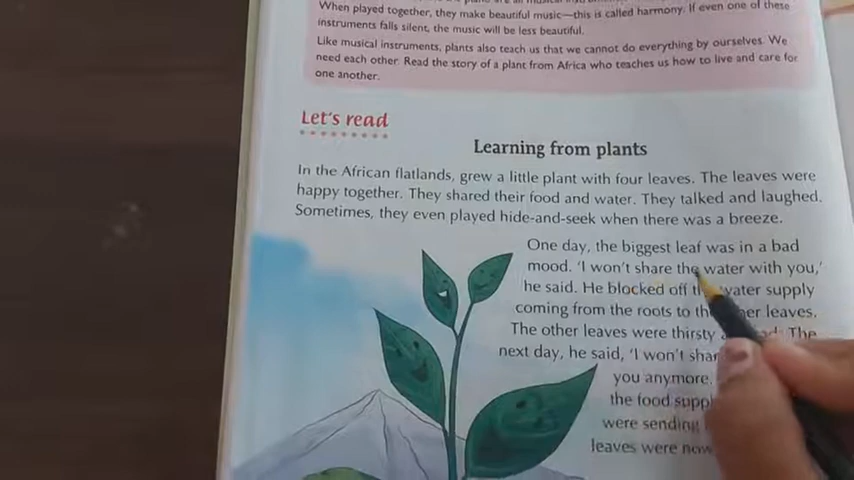 When played together, they make beautiful music—this is called harmony. If even one of these
instruments falls silent, the music will be less beautiful.
Like musical instruments, plants also teach us that we cannot do everything by ourselves. We
need each other. Read the story of a plant from Africa who teaches us how to live and care for
one another.
Let's read
Learning from plants
In the African flatlands, grew a little plant with four leaves. The leaves were
happy together. They shared their food and water. They talked and laughed.
Sometimes, they even played hide-and-seek when there was a breeze.
One day, the biggest leaf was in a bad
mood. 'I won't share the water with you,'
he said. He blocked off the water supply
coming from the roots to the other leaves.
The other leaves were thirsty The
next day, he said, 'I won't
you anymore.
the food
were sending
leaves were now